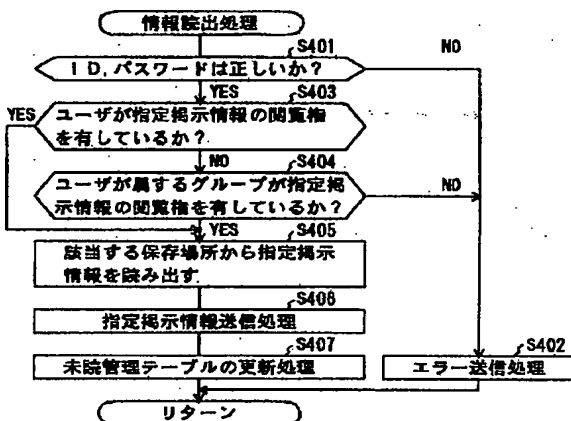 情報読出処理
S401
NO
ID,パスワードは正しいか?
YES
S403
YES
ユーザが指定掲示情報の閲覧権
を有しているか?
NO
S404
ユーザが属するグループが指定掲
示情報の閲覧権を有しているか?
NO
YES
S405
該当する保存場所から指定掲示
情報を読み出す
S406
指定掲示情報送信処理
S407
未読管理テーブルの更新処理
S402
エラー送信処理
リターン